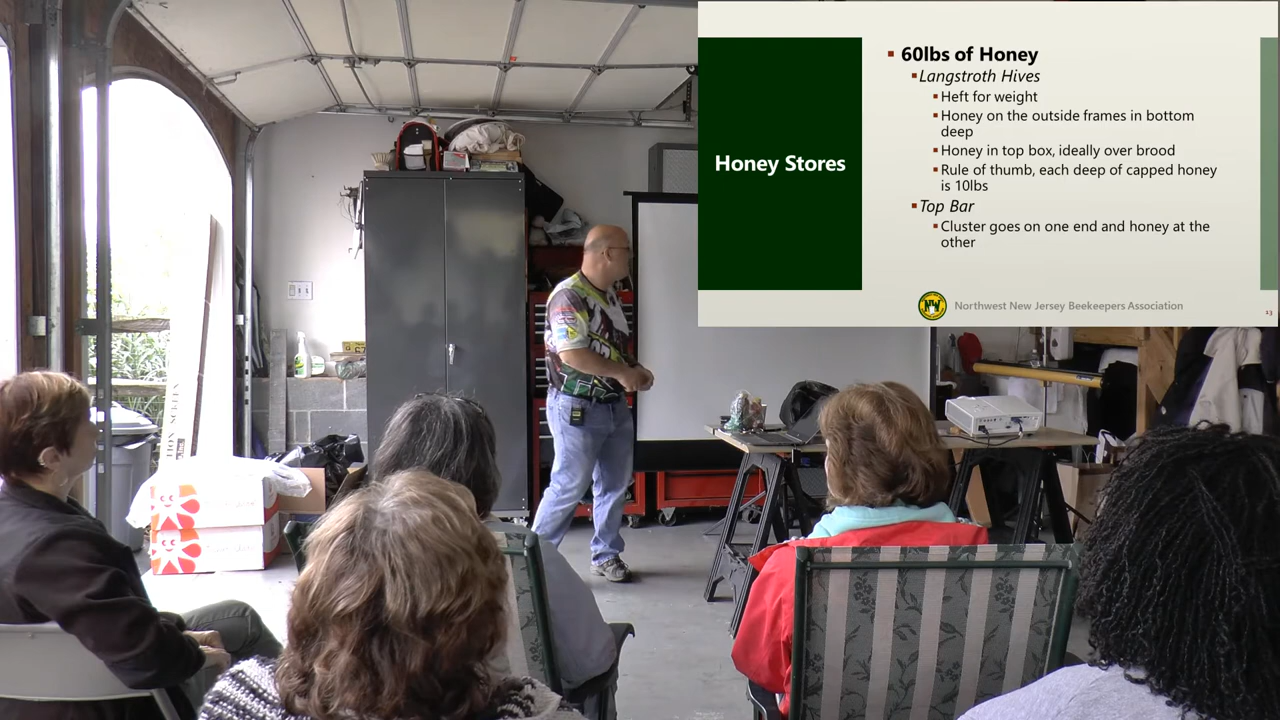 Honey Stores
▪ 60lbs of Honey
▪ Langstroth Hives
▪ Heft for weight
▪ Honey on the outside frames in bottom
deep
▪ Honey in top box, ideally over brood
▪ Rule of thumb, each deep of capped honey
is 10lbs
▪ Top Bar
▪ Cluster goes on one end and honey at the
other
Northwest New Jersey Beekeepers Association
13